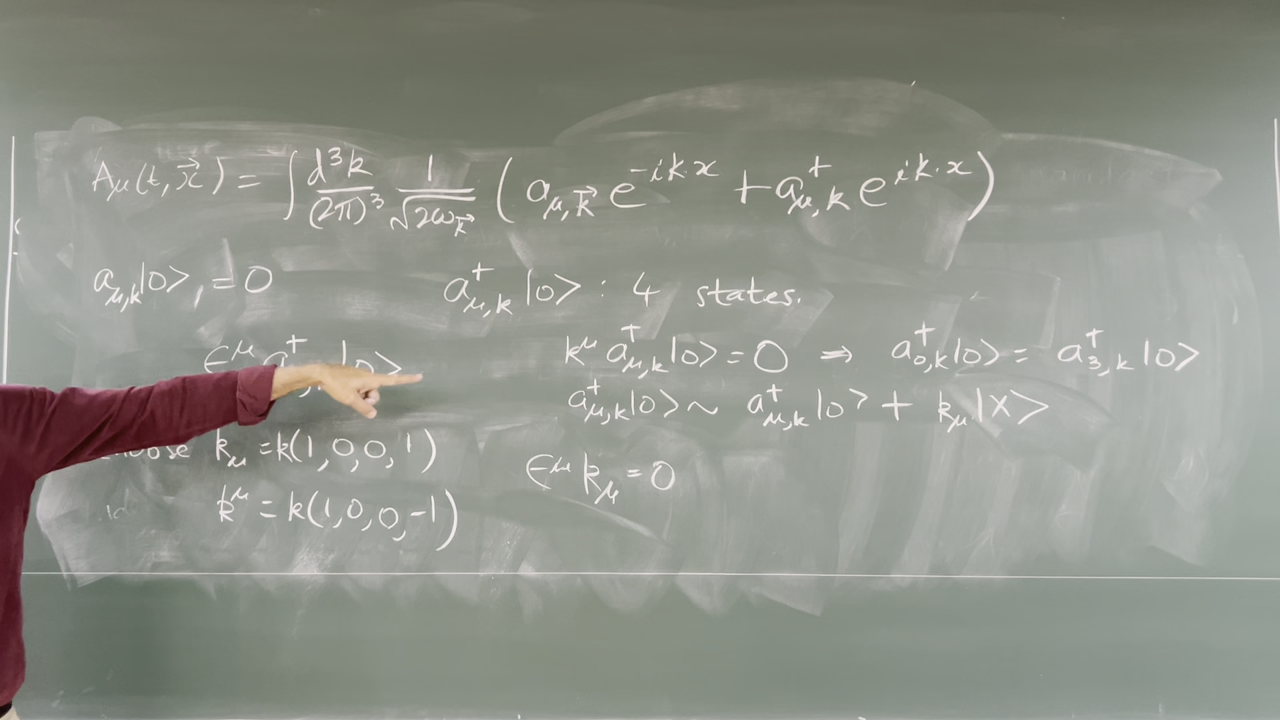 A_μ(t, x⃗) = ∫ d³k/(2π)³ 1/√(2ω_k⃗) ( a_{μ,k⃗} e^{-ik·x} + a†_{μ,k} e^{ik·x} )
a_{μ,k}|0⟩, = 0
a†_{μ,k}|0⟩ : 4 states.
ϵ^μ a† |0⟩
k^μ a†_{μ,k}|0⟩ = 0 ⇒ a†_{0,k}|0⟩ = a†_{3,k}|0⟩
a†_{μ,k}|0⟩ ~ a†_{μ,k}|0⟩ + k_μ|X⟩
k_μ = k(1,0,0,1)
ϵ^μ k_μ = 0
k^μ = k(1,0,0,-1)